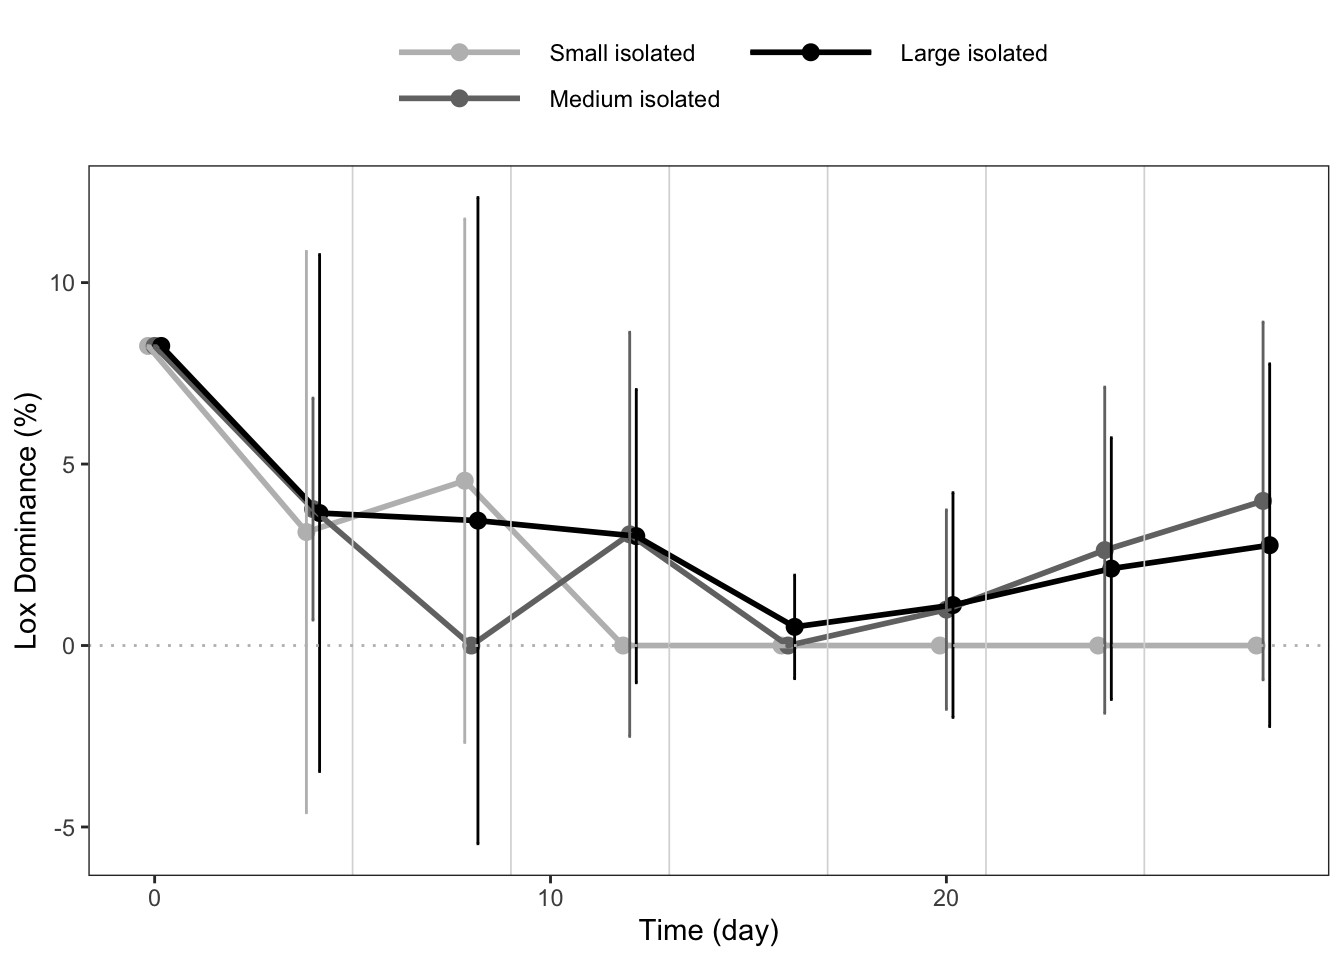 Small isolated
Large isolated
Medium isolated
Lox Dominance (%)
10
5
0
-5
0
10
20
Time (day)